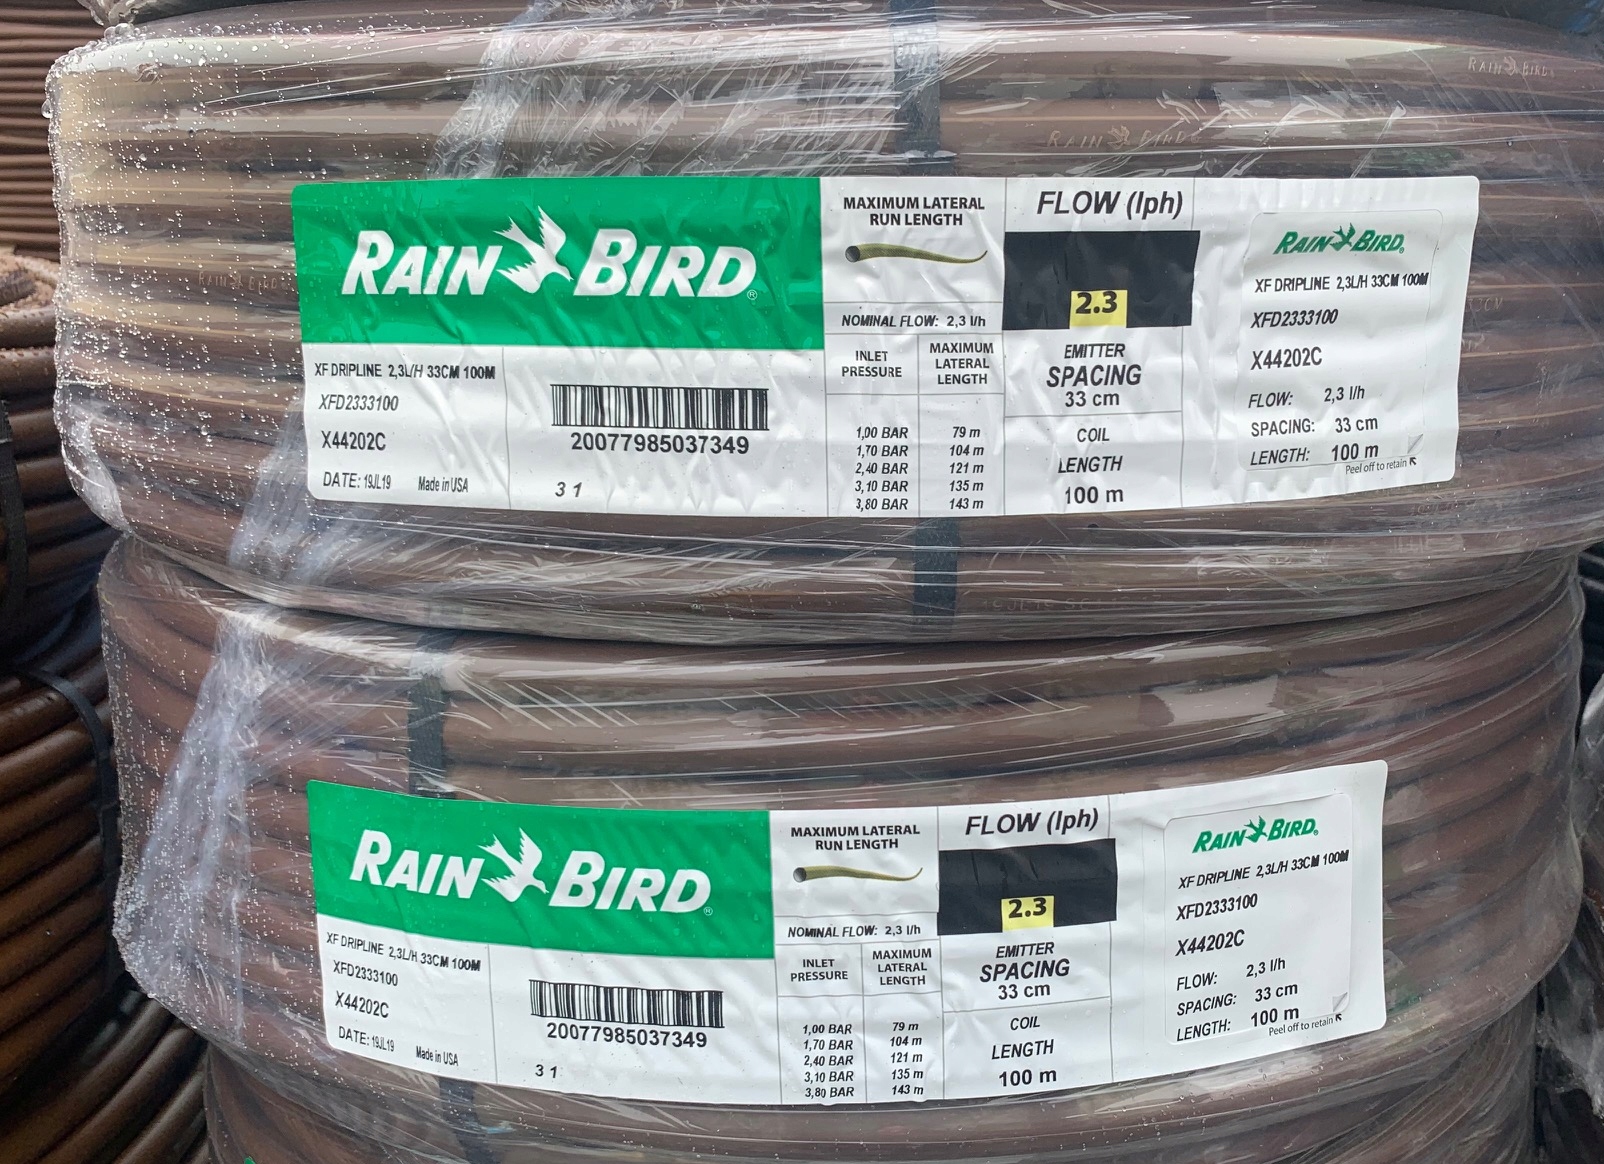 RAIN BIRD
RAIN BIRD
RAIN BIRD
RAIN BIRD®
XF DRIPLINE 2,3L/H 33CM 100M
XFD2333100
X44202C
DATE: 19JL19 Made in USA
20077985037349
3 1
MAXIMUM LATERAL
RUN LENGTH
NOMINAL FLOW: 2,3 l/h
INLET
PRESSURE
MAXIMUM
LATERAL
LENGTH
1,00 BAR 79 m
1,70 BAR 104 m
2,40 BAR 121 m
3,10 BAR 135 m
3,80 BAR 143 m
FLOW (lph)
2.3
EMITTER
SPACING
33 cm
COIL
LENGTH
100 m
RAIN BIRD®
XF DRIPLINE 2,3L/H 33CM 100M
XFD2333100
X44202C
FLOW: 2,3 l/h
SPACING: 33 cm
LENGTH: 100 m
Peel off to retain
RAIN BIRD®
XF DRIPLINE 2,3L/H 33CM 100M
XFD2333100
X44202C
DATE: 19JL19 Made in USA
20077985037349
3 1
MAXIMUM LATERAL
RUN LENGTH
NOMINAL FLOW: 2,3 l/h
INLET
PRESSURE
MAXIMUM
LATERAL
LENGTH
1,00 BAR 79 m
1,70 BAR 104 m
2,40 BAR 121 m
3,10 BAR 135 m
3,80 BAR 143 m
FLOW (lph)
2.3
EMITTER
SPACING
33 cm
COIL
LENGTH
100 m
RAIN BIRD®
XF DRIPLINE 2,3L/H 33CM 100M
XFD2333100
X44202C
FLOW: 2,3 l/h
SPACING: 33 cm
LENGTH: 100 m
Peel off to retain